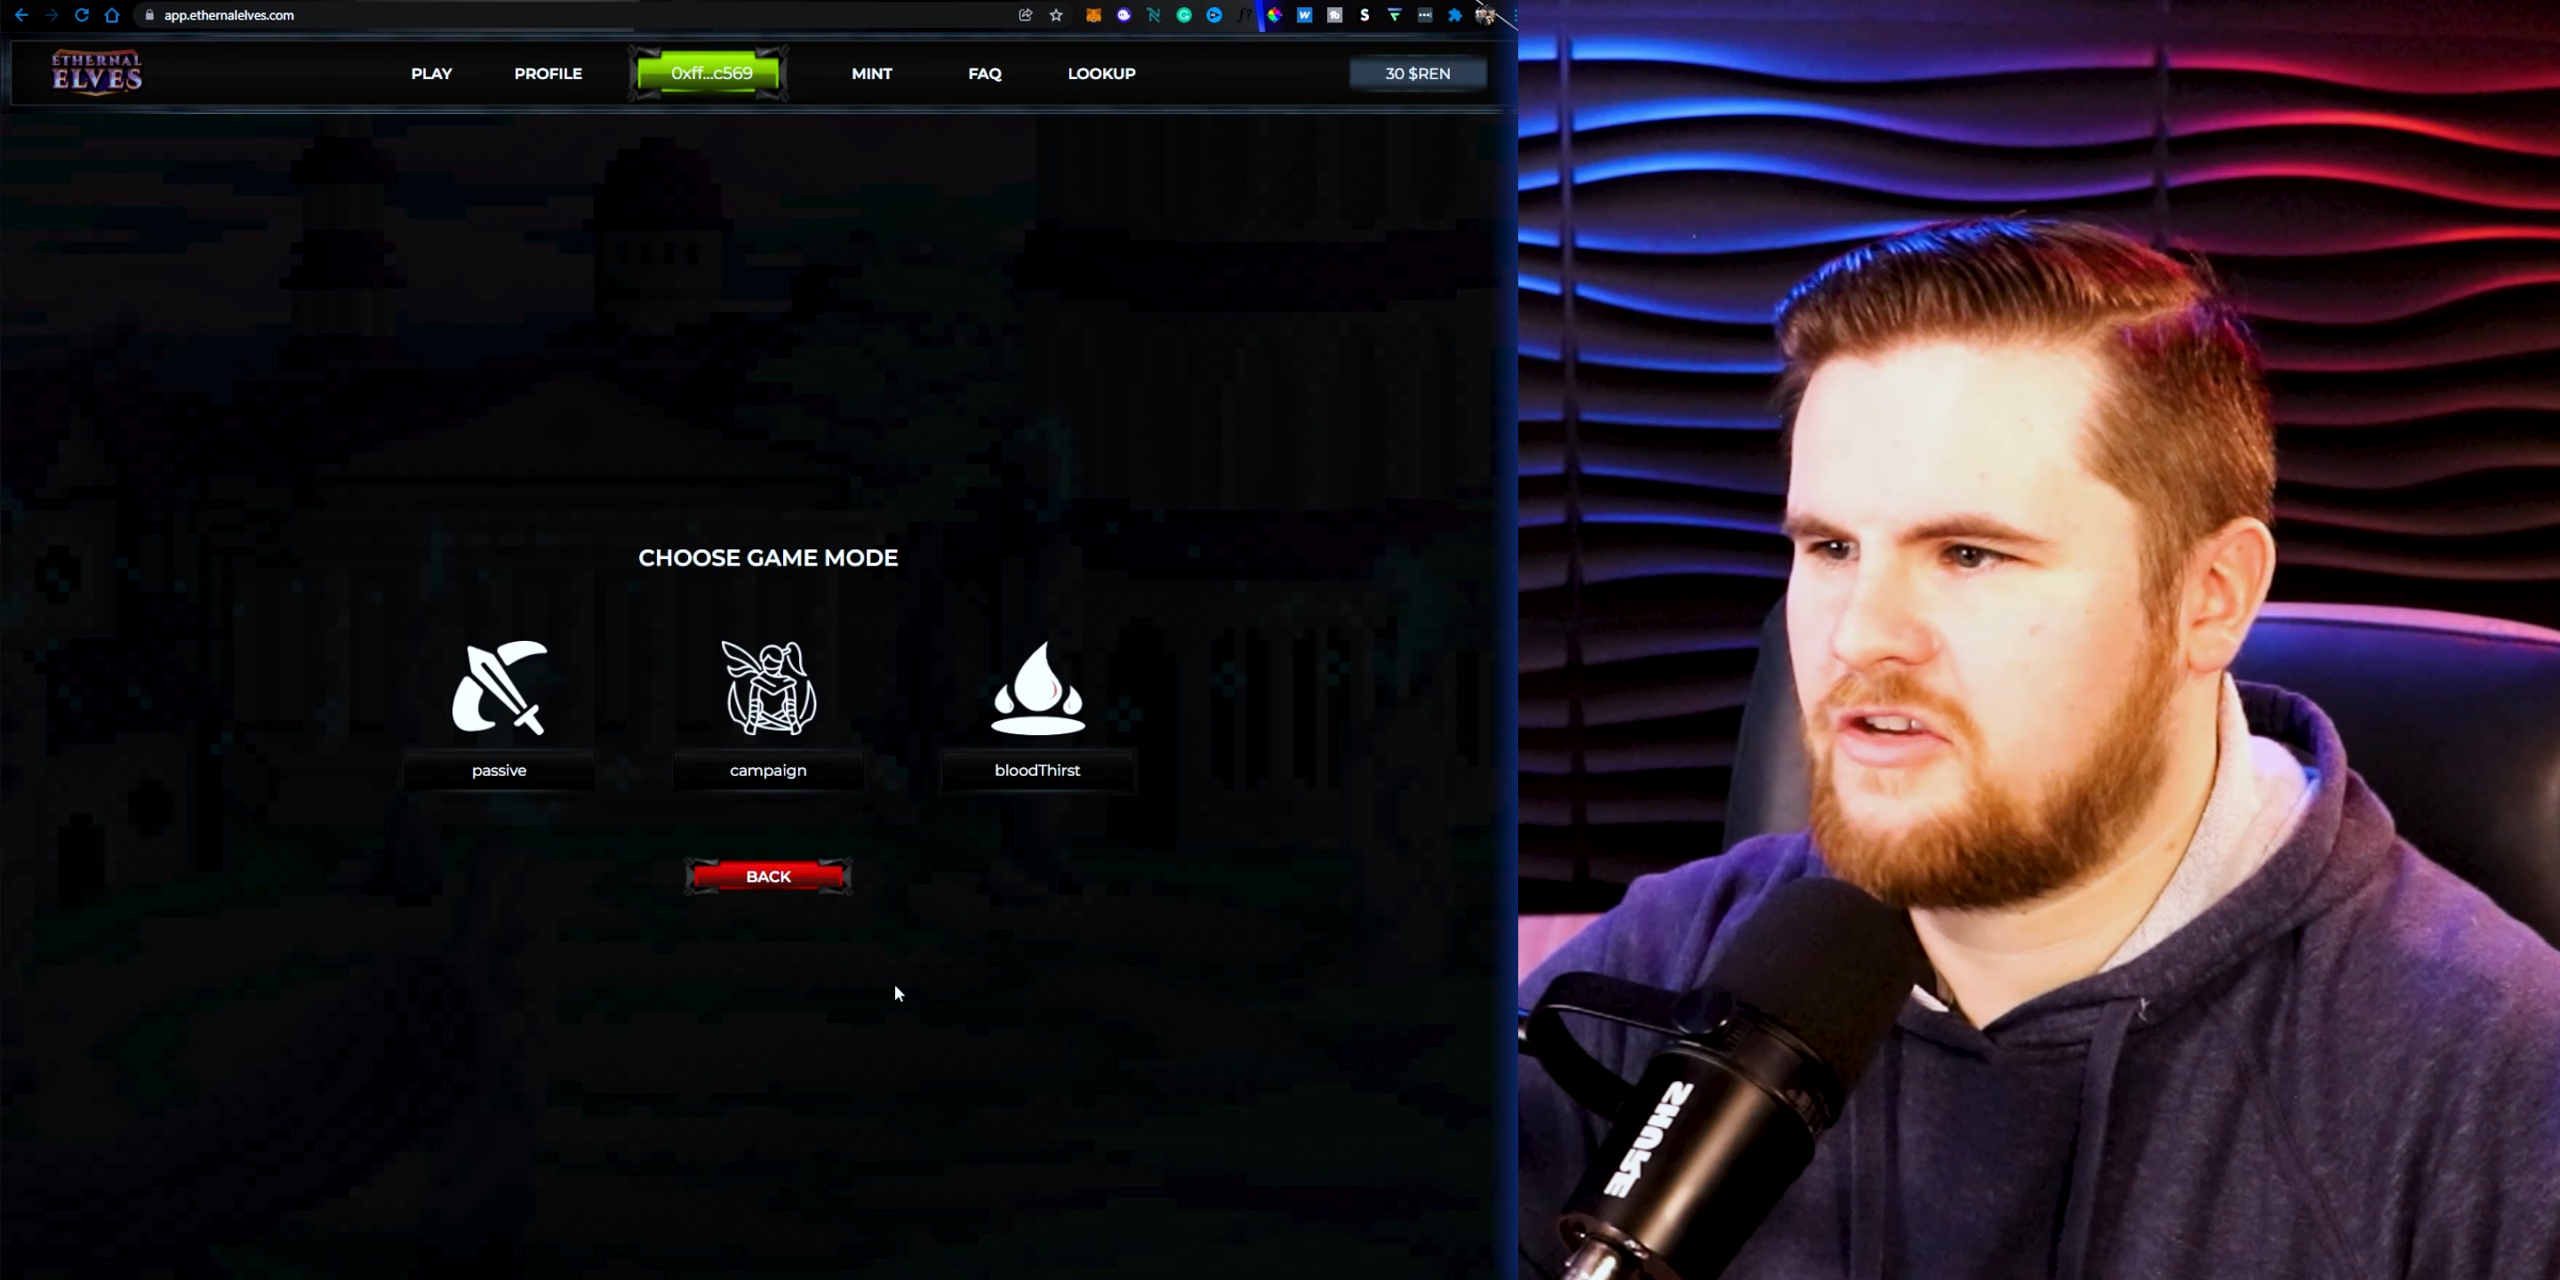 app.ethernalelves.com
ETHERNAL
ELVES
PLAY
PROFILE
0xff...c569
MINT
FAQ
LOOKUP
30 $REN
CHOOSE GAME MODE
passive
campaign
bloodThirst
BACK
SHURE